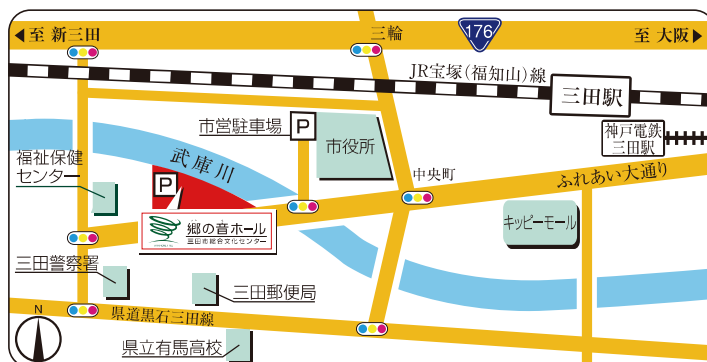 至 新三田
三輪
176
至 大阪
JR宝塚(福知山)線
三田駅
神戸電鉄
三田駅
市営駐車場
P
市役所
武庫川
福祉保健
センター
P
中央町
ふれあい大通り
郷の音ホール
三田市総合文化センター
キッピーモール
三田警察署
三田郵便局
県道黒石三田線
県立有馬高校
N